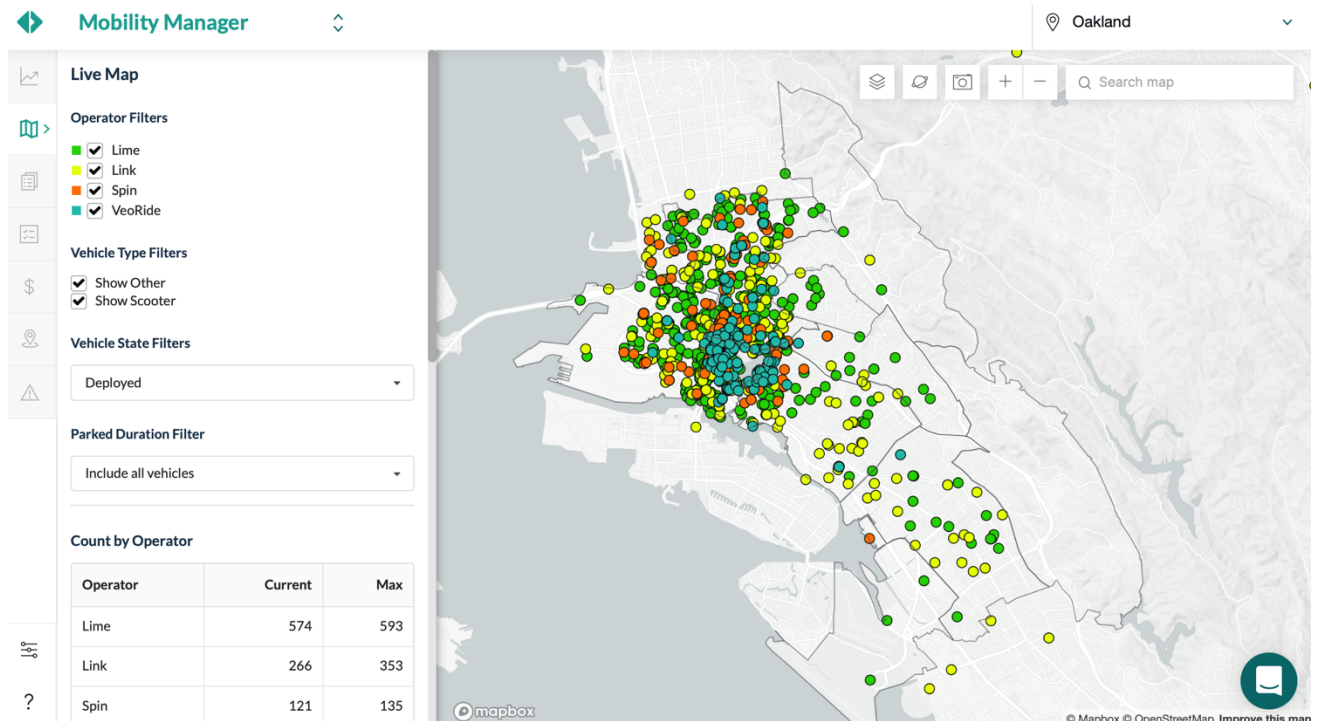 Mobility Manager
Oakland
Live Map
Search map
Operator Filters
Lime
Link
Spin
VeoRide
Vehicle Type Filters
Show Other
Show Scooter
Vehicle State Filters
Deployed
Parked Duration Filter
Include all vehicles
Count by Operator
Operator Current Max
Lime 574 593
Link 266 353
Spin 121 135
$
?
mapbox
© Mapbox © OpenStreetMap Improve this map